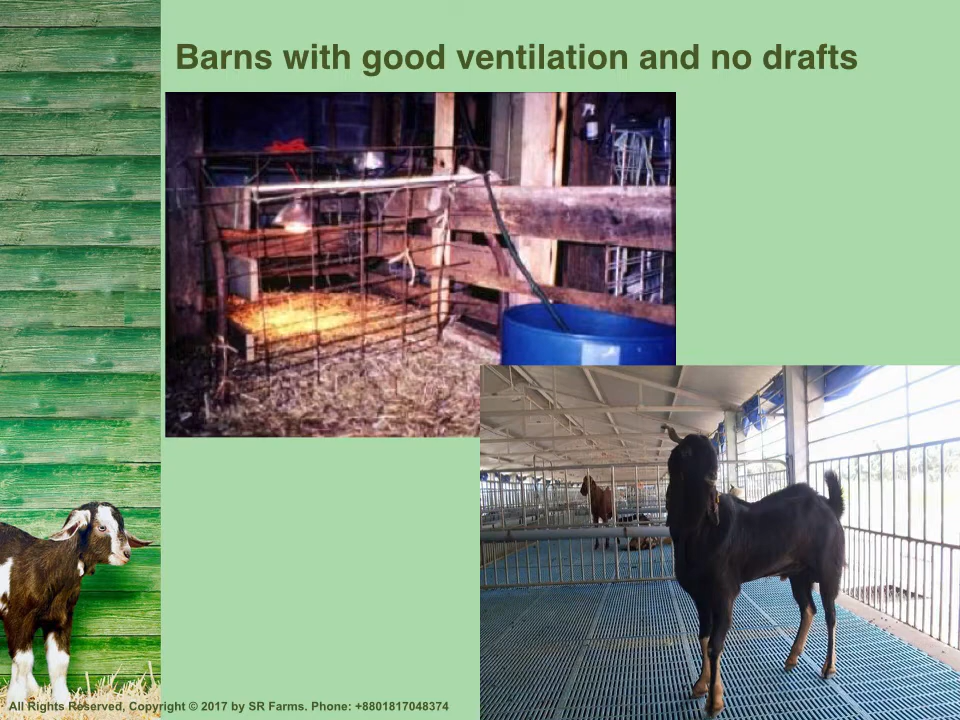 Barns with good ventilation and no drafts
All Rights Reserved, Copyright © 2017 by SR Farms. Phone: +8801817048374